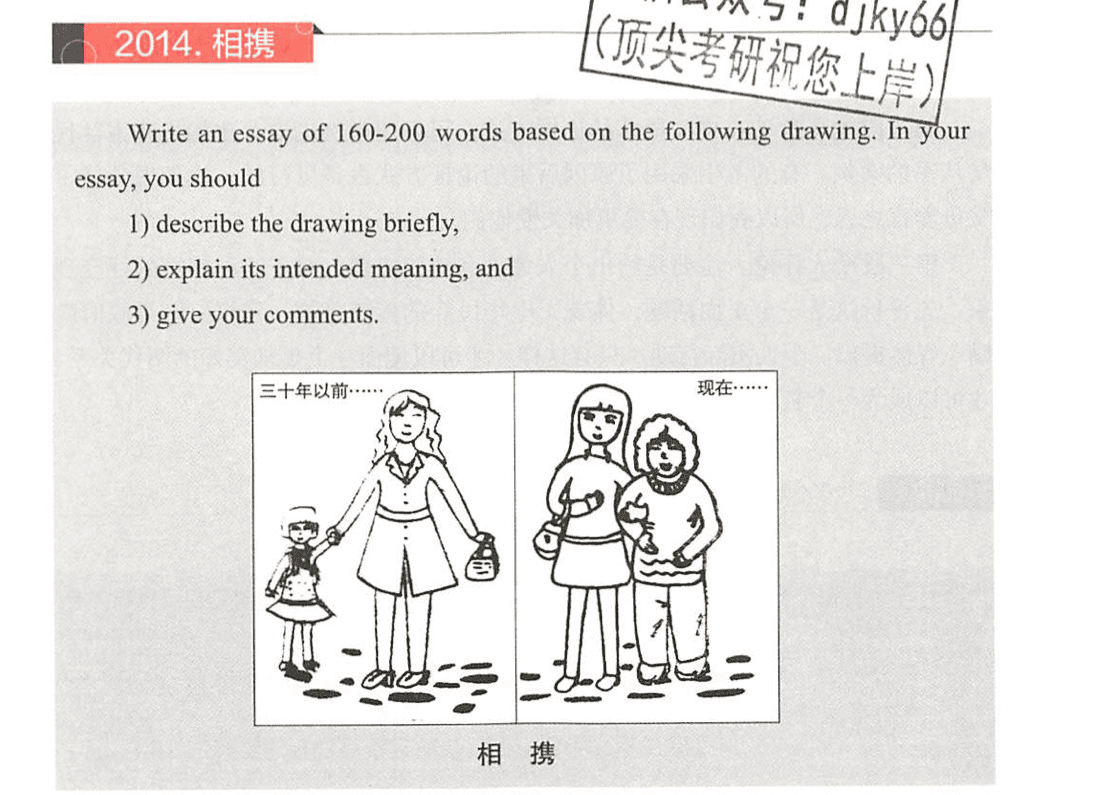 2014. 相携
djky66
(顶尖考研祝您上岸)
Write an essay of 160-200 words based on the following drawing. In your
essay, you should
1) describe the drawing briefly,
2) explain its intended meaning, and
3) give your comments.
三十年以前……
现在……
相 携